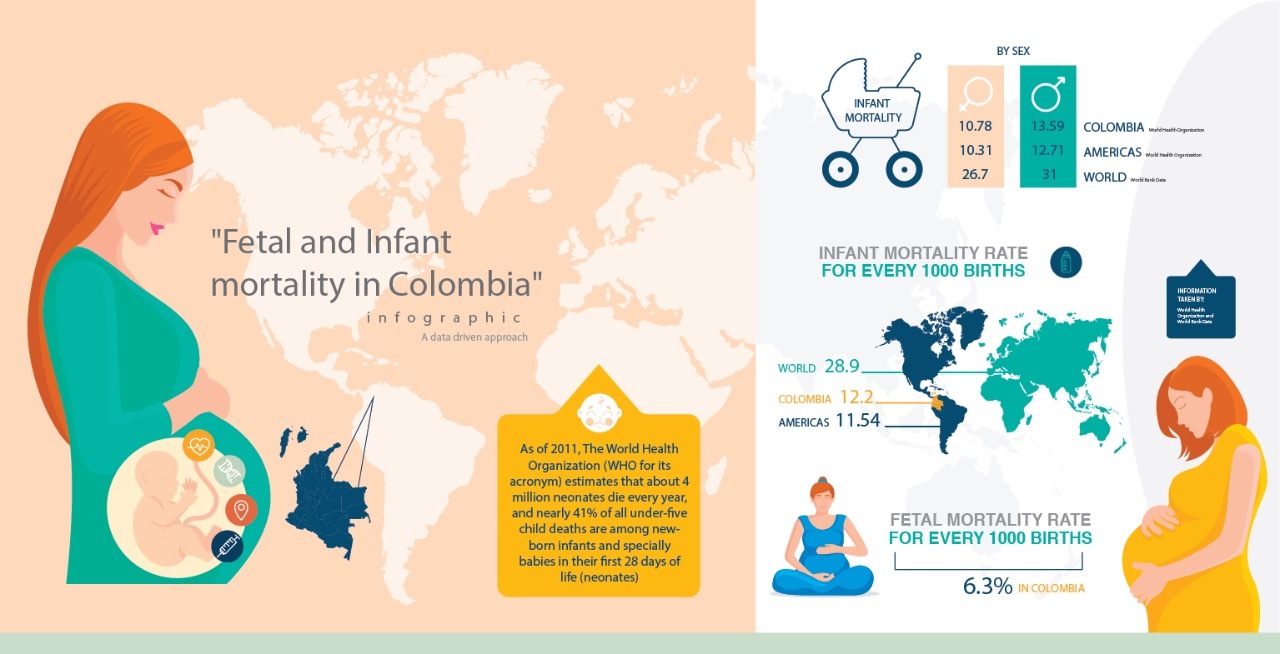 "Fetal and Infant
mortality in Colombia"
infographic
A data driven approach
As of 2011, The World Health
Organization (WHO for its
acronym) estimates that about 4
million neonates die every year,
and nearly 41% of all under-five
child deaths are among new-
born infants and specially
babies in their first 28 days of
life (neonates)
BY SEX
INFANT
MORTALITY
10.78 13.59 COLOMBIA World Health Organization
10.31 12.71 AMERICAS World Health Organization
26.7 31 WORLD World Bank Data
INFANT MORTALITY RATE
FOR EVERY 1000 BIRTHS
INFORMATION
TAKEN BY:
World Health
Organization and
World Bank Data
WORLD 28.9
COLOMBIA 12.2
AMERICAS 11.54
FETAL MORTALITY RATE
FOR EVERY 1000 BIRTHS
6.3% IN COLOMBIA